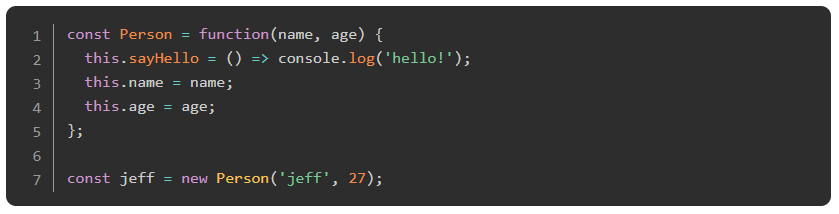 1 const Person = function(name, age) {
2   this.sayHello = () => console.log('hello!');
3   this.name = name;
4   this.age = age;
5 };
6
7 const jeff = new Person('jeff', 27);